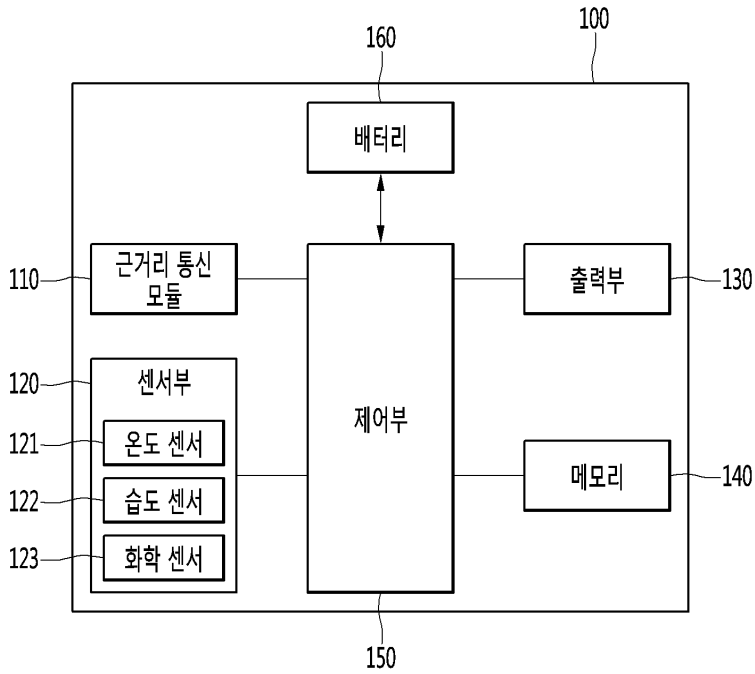 100
160
배터리
110
근거리 통신
모듈
출력부
130
120
센서부
121
온도 센서
122
습도 센서
123
화학 센서
제어부
메모리
140
150